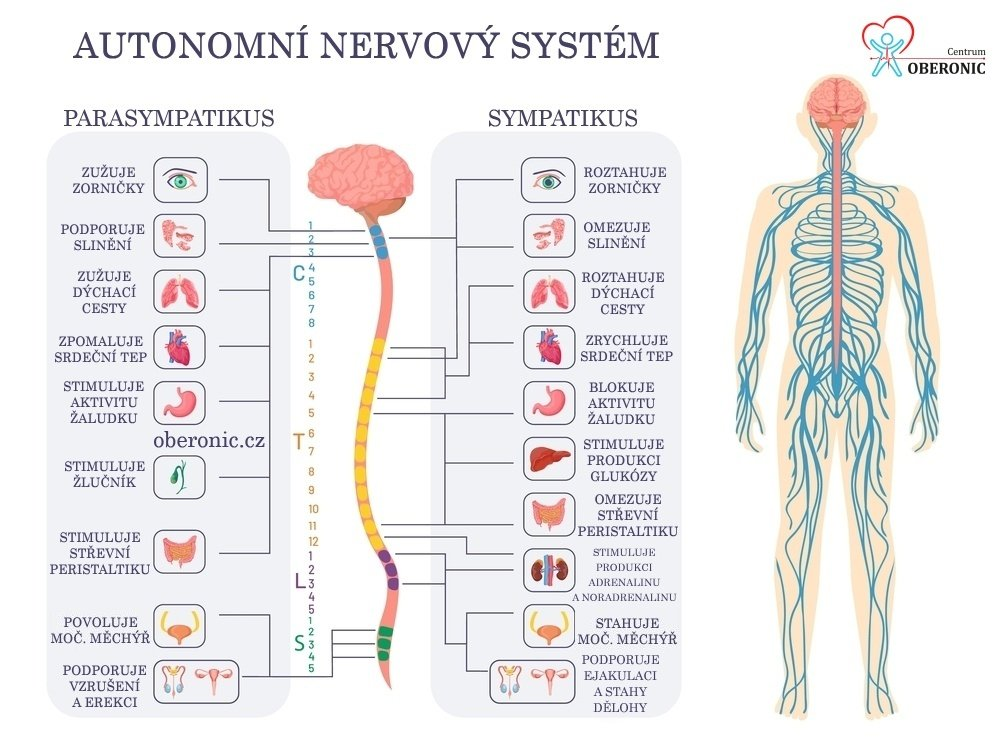 AUTONOMNÍ NERVOVÝ SYSTÉM
Centrum
OBERONIC
PARASYMPATIKUS
ZUŽUJE
ZORNIČKY
PODPORUJE
SLINĚNÍ
ZUŽUJE
DÝCHACÍ
CESTY
ZPOMALUJE
SRDEČNÍ TEP
STIMULUJE
AKTIVITU
ŽALUDKU
oberonic.cz
STIMULUJE
ŽLUČNÍK
STIMULUJE
STŘEVNÍ
PERISTALTIKU
POVOLUJE
MOČ. MĚCHÝŘ
PODPORUJE
VZRUŠENÍ
A EREKCI
C
1
2
3
4
5
6
7
8
T
1
2
3
4
5
6
7
8
9
10
11
12
L
1
2
3
4
5
S
1
2
3
4
5
SYMPATIKUS
ROZTAHUJE
ZORNIČKY
OMEZUJE
SLINĚNÍ
ROZTAHUJE
DÝCHACÍ
CESTY
ZRYCHLUJE
SRDEČNÍ TEP
BLOKUJE
AKTIVITU
ŽALUDKU
STIMULUJE
PRODUKCI
GLUKÓZY
OMEZUJE
STŘEVNÍ
PERISTALTIKU
STIMULUJE
PRODUKCI
ADRENALINU
A NORADRENALINU
STAHUJE
MOČ. MĚCHÝŘ
PODPORUJE
EJAKULACI
A STAHY
DĚLOHY